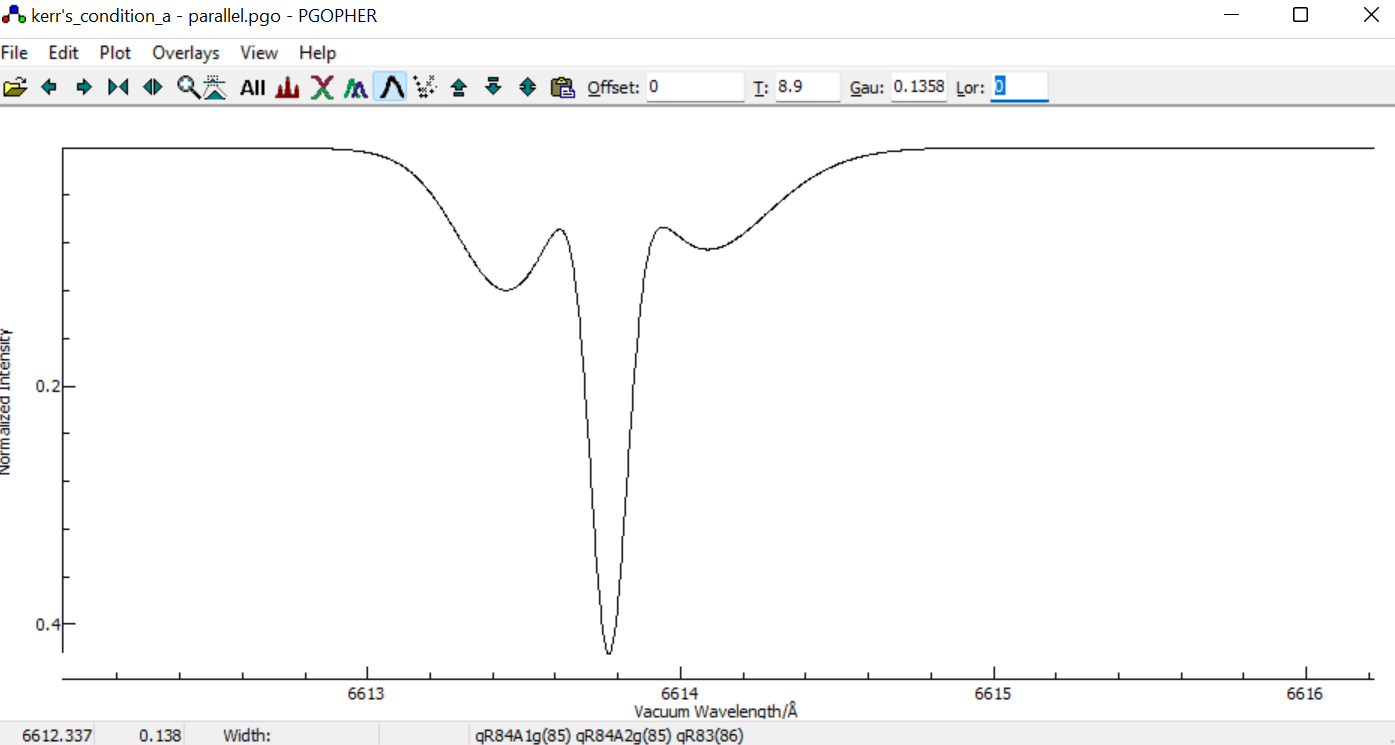 kerr's_condition_a - parallel.pgo - PGOPHER
File Edit Plot Overlays View Help
All Offset: 0 T: 8.9 Gau: 0.1358 Lor: 0
Normalized Intensity
0.2
0.4
6613 6614 6615 6616
Vacuum Wavelength/Å
6612.337 0.138 Width: qR84A1g(85) qR84A2g(85) qR83(86)